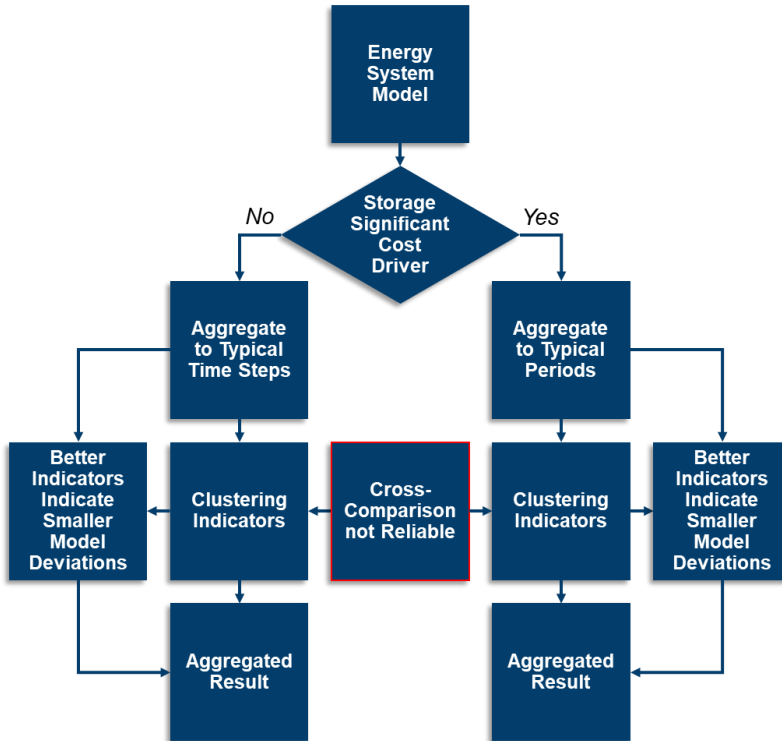 Energy
System
Model
Storage
Significant
Cost
Driver
No
Yes
Aggregate
to Typical
Time Steps
Aggregate
to Typical
Periods
Better
Indicators
Indicate
Smaller
Model
Deviations
Clustering
Indicators
Cross-
Comparison
not Reliable
Clustering
Indicators
Better
Indicators
Indicate
Smaller
Model
Deviations
Aggregated
Result
Aggregated
Result